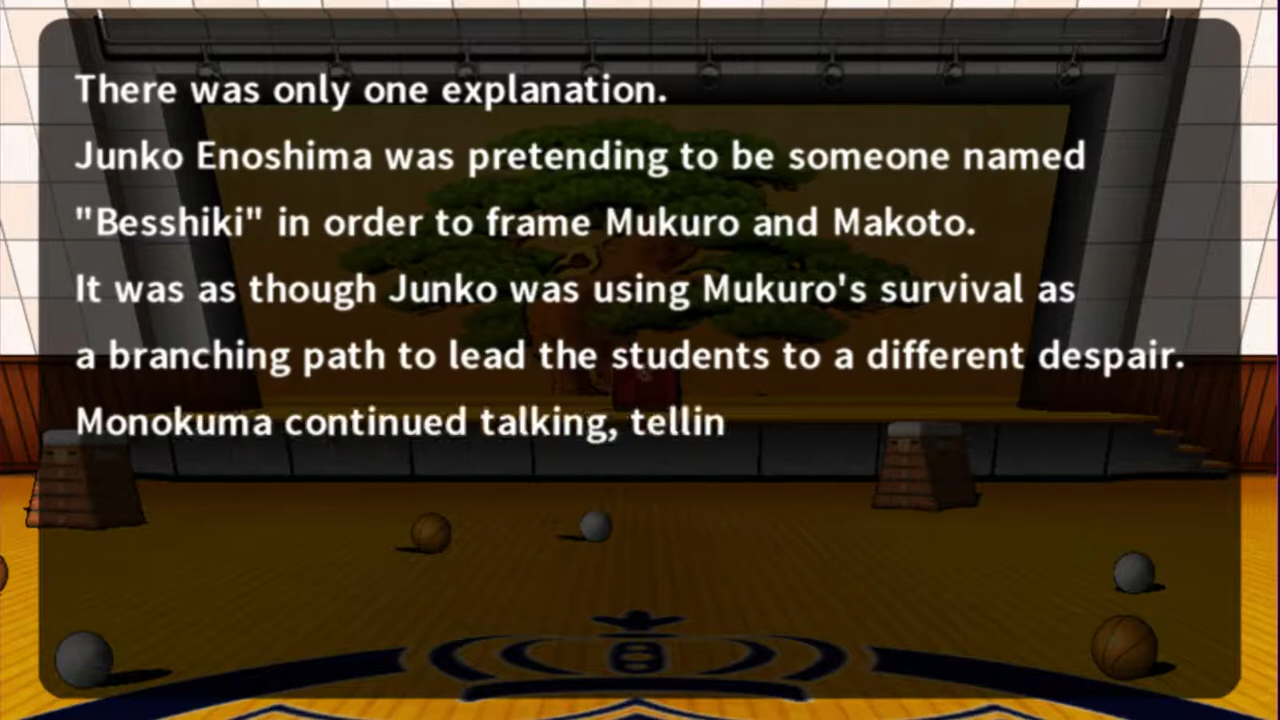 There was only one explanation.
Junko Enoshima was pretending to be someone named
"Besshiki" in order to frame Mukuro and Makoto.
It was as though Junko was using Mukuro's survival as
a branching path to lead the students to a different despair.
Monokuma continued talking, tellin